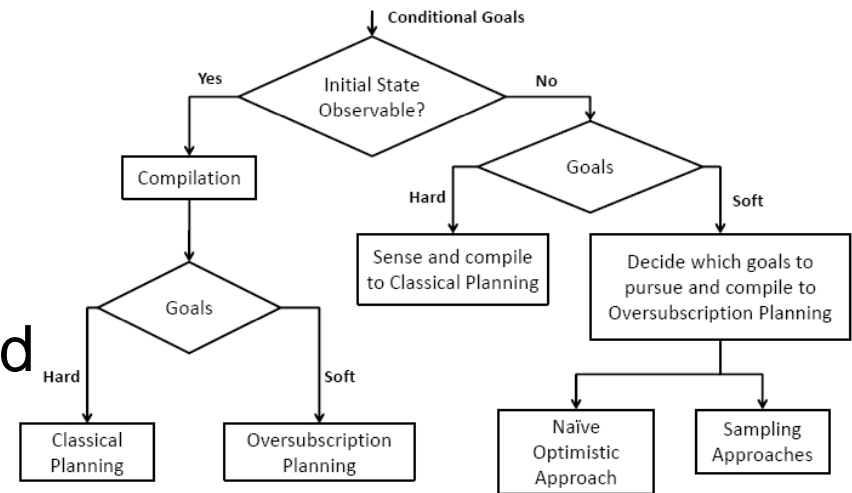 Conditional Goals
Initial State
Observable?
Yes
No
Compilation
Goals
Hard
Soft
Sense and compile
to Classical Planning
Decide which goals to
pursue and compile to
Oversubscription Planning
Goals
d
Hard
Soft
Classical
Planning
Oversubscription
Planning
Naïve
Optimistic
Approach
Sampling
Approaches